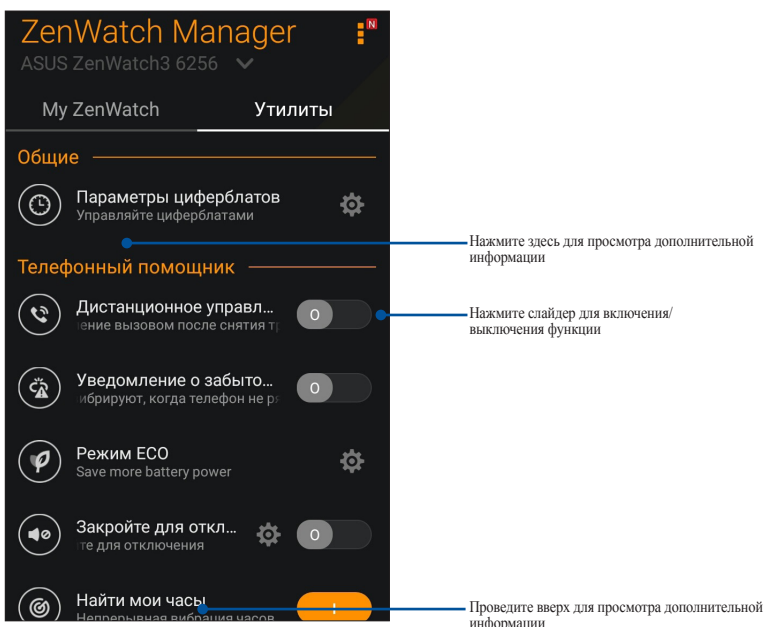 ZenWatch Manager
N
ASUS ZenWatch3 6256
My ZenWatch
Утилиты
Общие
Параметры циферблатов
Управляйте циферблатами
Нажмите здесь для просмотра дополнительной
информации
Телефонный помощник
Дистанционное управл...
ение вызовом после снятия т
Нажмите слайдер для включения/
выключения функции
Уведомление о забыто...
ибрируют, когда телефон не р
Режим ECO
Save more battery power
Закройте для откл...
те для отключения
Найти мои часы
Непрерывная вибрация часов
Проведите вверх для просмотра дополнительной
информации